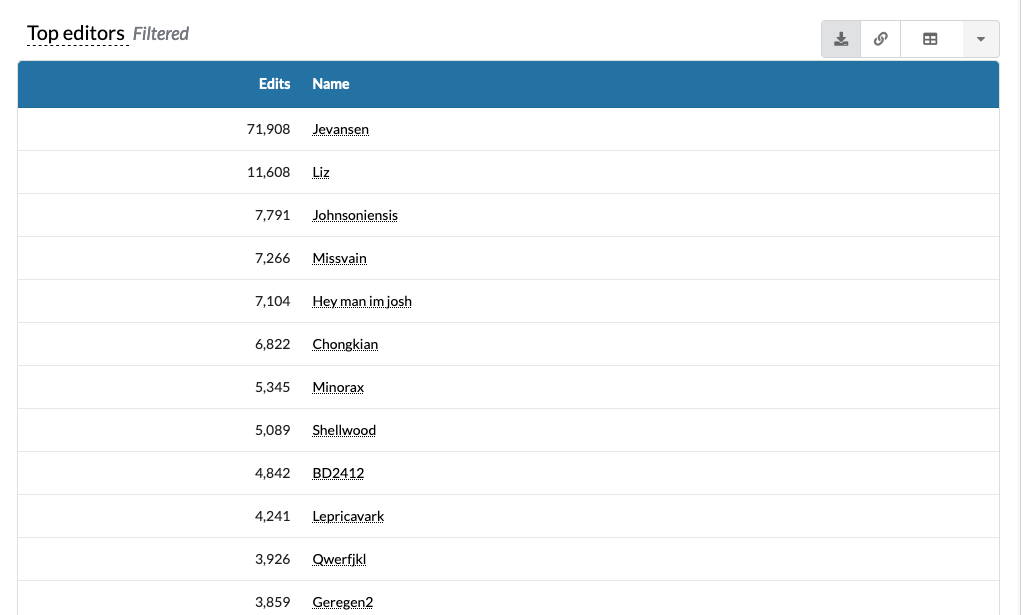 Top editors Filtered
Edits Name
71,908 Jevansen
11,608 Liz
7,791 Johnsoniensis
7,266 Missvain
7,104 Hey man im josh
6,822 Chongkian
5,345 Minorax
5,089 Shellwood
4,842 BD2412
4,241 Lepricavark
3,926 Qwerfjkl
3,859 Geregen2